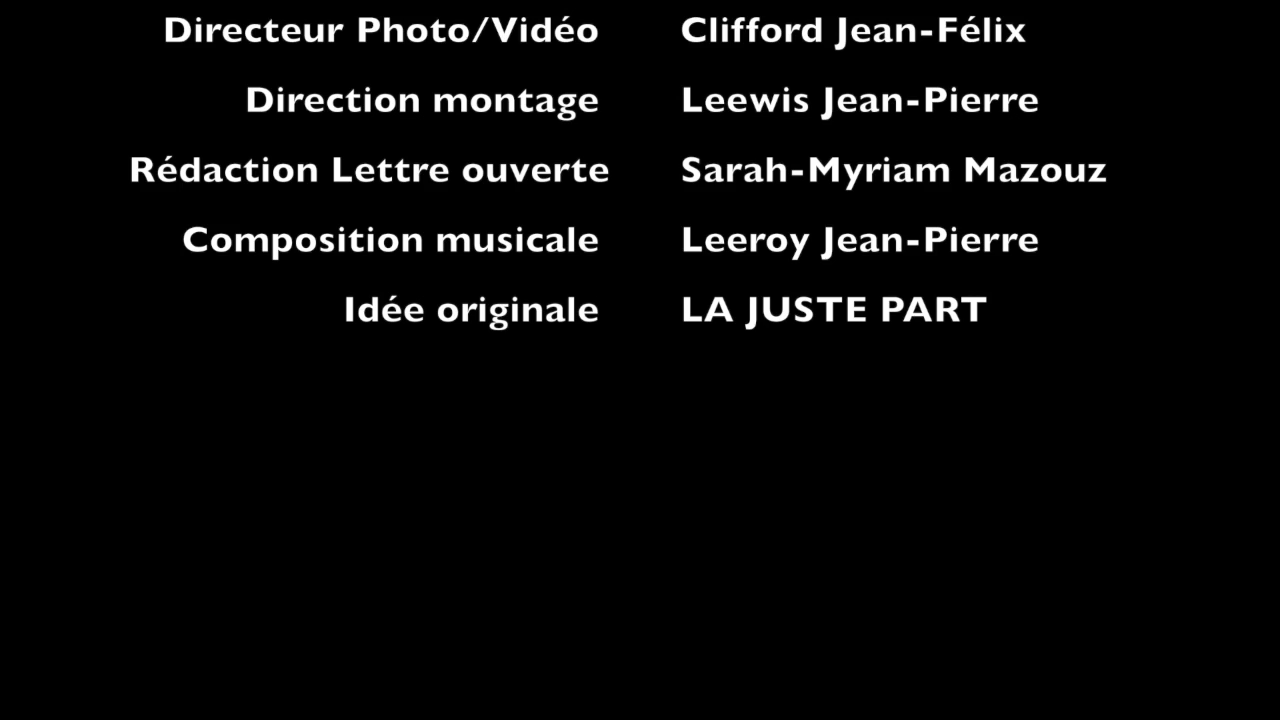 Directeur Photo/Vidéo Clifford Jean-Félix
Direction montage Leewis Jean-Pierre
Rédaction Lettre ouverte Sarah-Myriam Mazouz
Composition musicale Leeroy Jean-Pierre
Idée originale LA JUSTE PART